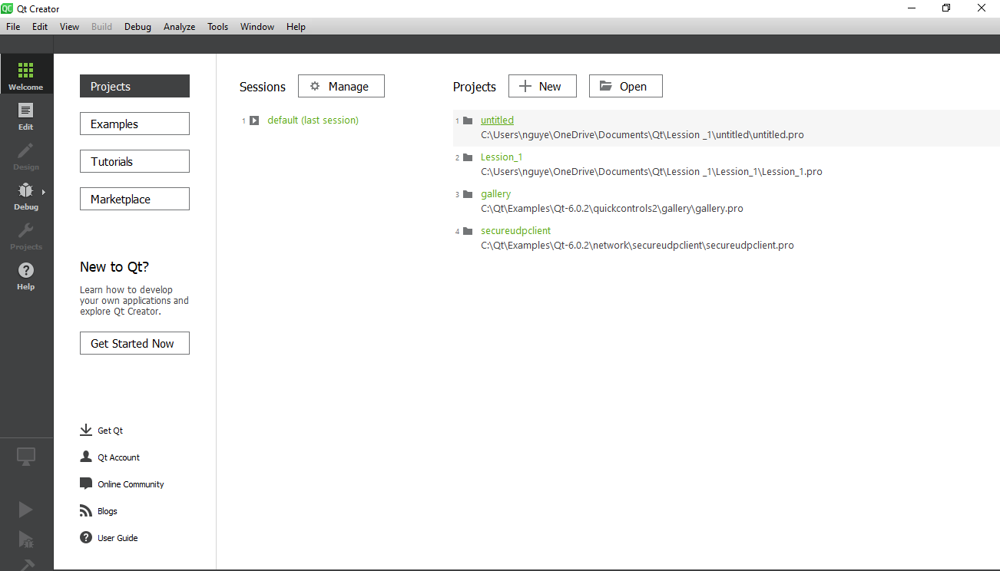 QC Qt Creator
File Edit View Build Debug Analyze Tools Window Help
Welcome
Edit
Design
Debug
Projects
Help
Projects
Examples
Tutorials
Marketplace
New to Qt?
Learn how to develop
your own applications and
explore Qt Creator.
Get Started Now
Get Qt
Qt Account
Online Community
Blogs
User Guide
Sessions Manage
1 default (last session)
Projects New Open
1 untitled
C:\Users\nguye\OneDrive\Documents\Qt\Lession _1\untitled\untitled.pro
2 Lession_1
C:\Users\nguye\OneDrive\Documents\Qt\Lession _1\Lession_1\Lession_1.pro
3 gallery
C:\Qt\Examples\Qt-6.0.2\quickcontrols2\gallery\gallery.pro
4 secureudpclient
C:\Qt\Examples\Qt-6.0.2\network\secureudpclient\secureudpclient.pro